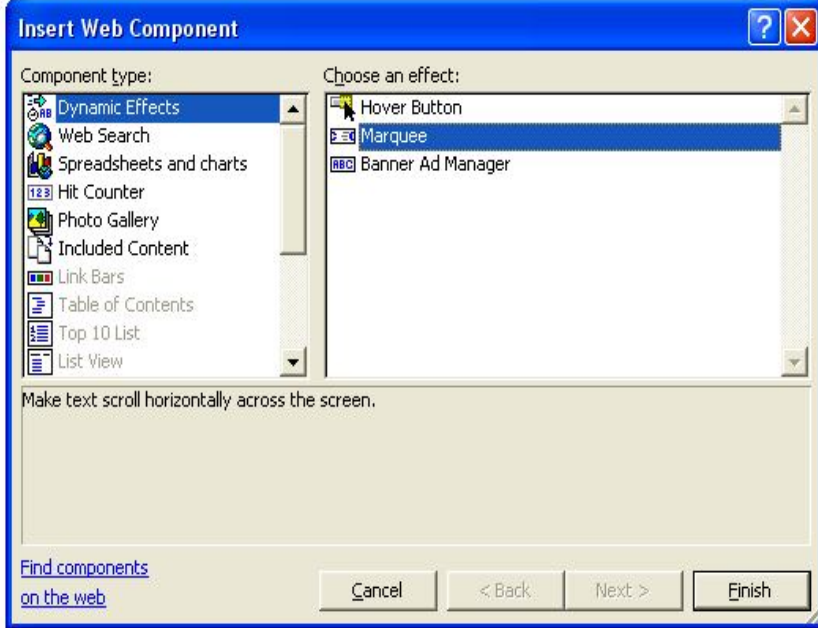 Insert Web Component
Component type:
Dynamic Effects
Web Search
Spreadsheets and charts
123 Hit Counter
Photo Gallery
Included Content
Link Bars
Table of Contents
Top 10 List
List View
Choose an effect:
Hover Button
Marquee
ABC Banner Ad Manager
Make text scroll horizontally across the screen.
Find components
on the web
Cancel
< Back
Next >
Finish